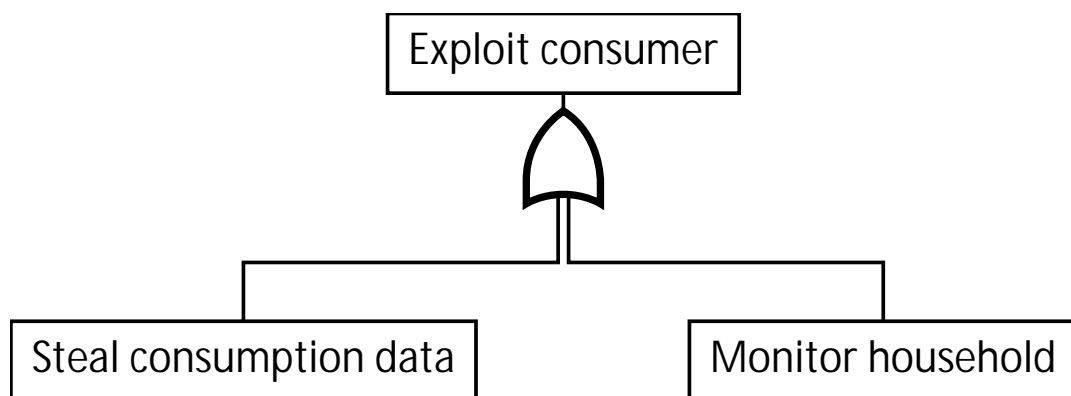 Exploit consumer
Steal consumption data
Monitor household